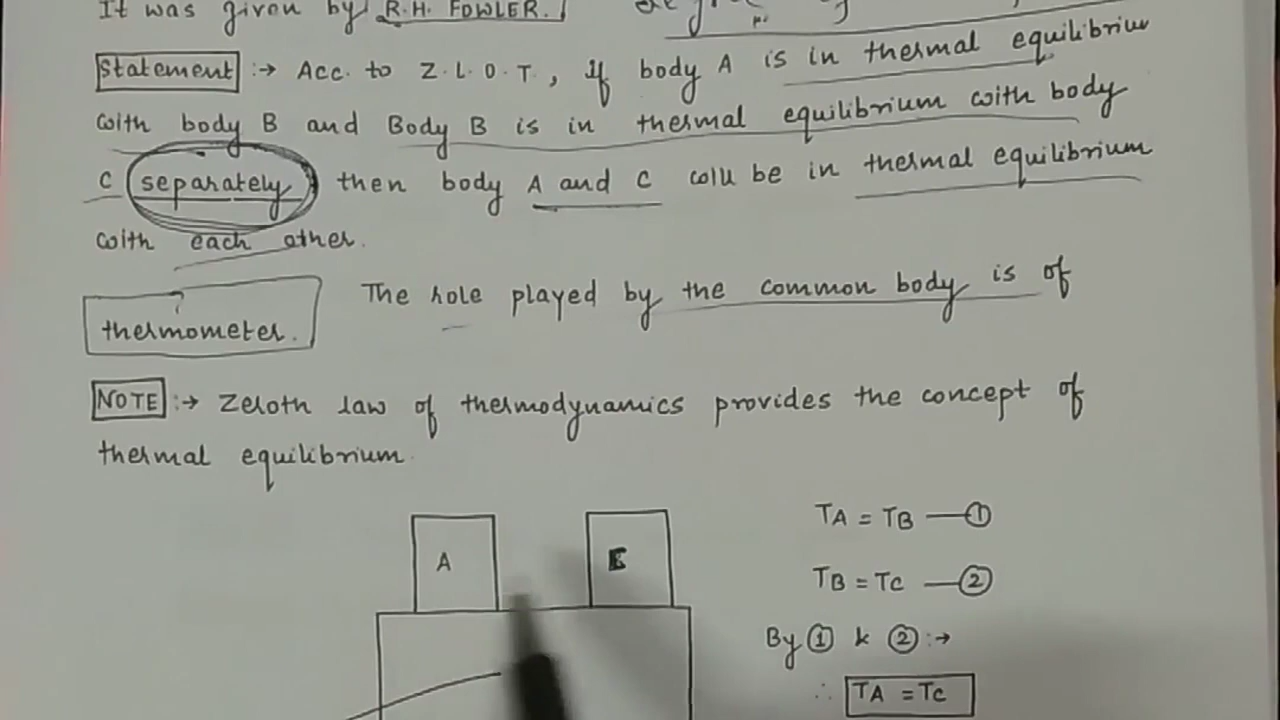 It was given by R.H. FOWLER.
Statement :→ Acc. to Z.L.O.T., if body A is in thermal equilibrium
with body B and Body B is in thermal equilibrium with body
C separately then body A and C will be in thermal equilibrium
with each other.
The role played by the common body is of
thermometer.
NOTE :→ Zeroth law of thermodynamics provides the concept of
thermal equilibrium.
A
TA = TB —①
TB = TC —②
By ① & ② :→
∴ TA = TC